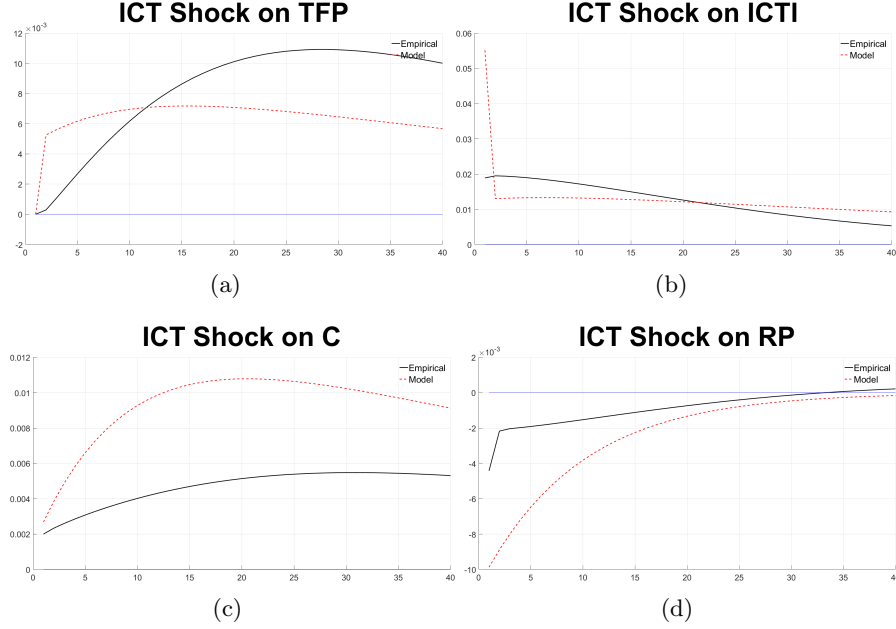 ICT Shock on TFP
×10⁻³
Empirical
Model
12
10
8
6
4
2
0
-2
0 5 10 15 20 25 30 35 40
(a)
ICT Shock on ICTI
Empirical
Model
0.06
0.05
0.04
0.03
0.02
0.01
0
0 5 10 15 20 25 30 35 40
(b)
ICT Shock on C
Empirical
Model
0.012
0.01
0.008
0.006
0.004
0.002
0
0 5 10 15 20 25 30 35 40
(c)
ICT Shock on RP
×10⁻³
Empirical
Model
2
0
-2
-4
-6
-8
-10
0 5 10 15 20 25 30 35 40
(d)